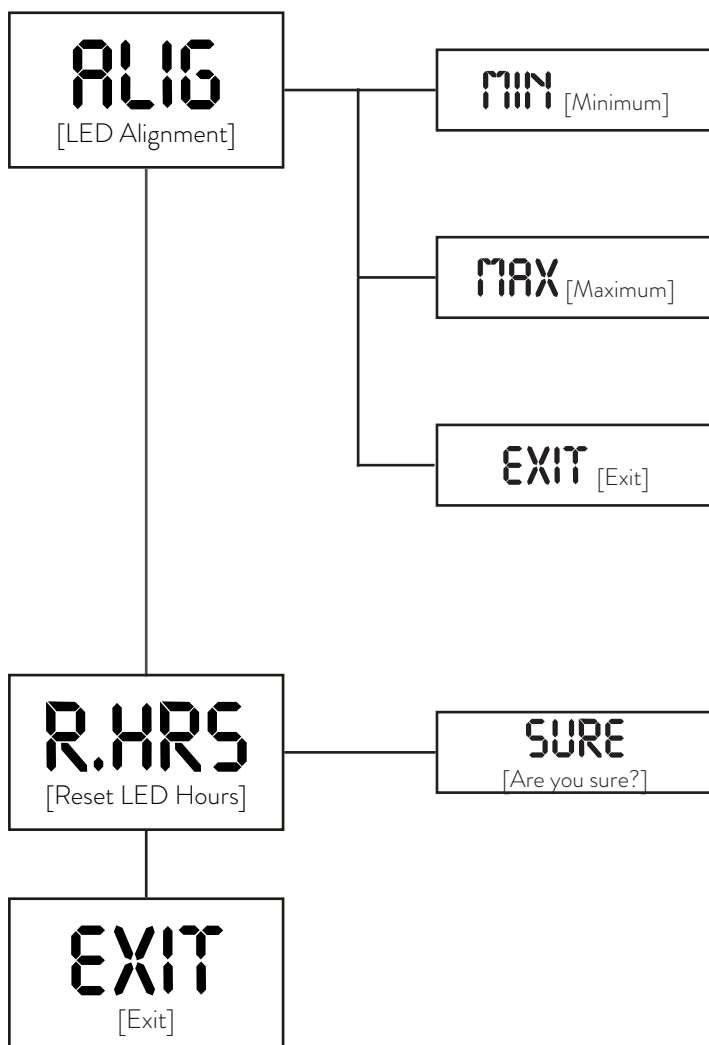 ALIG
[LED Alignment]
MIN [Minimum]
MAX [Maximum]
EXIT [Exit]
R.HRS
[Reset LED Hours]
SURE
[Are you sure?]
EXIT
[Exit]